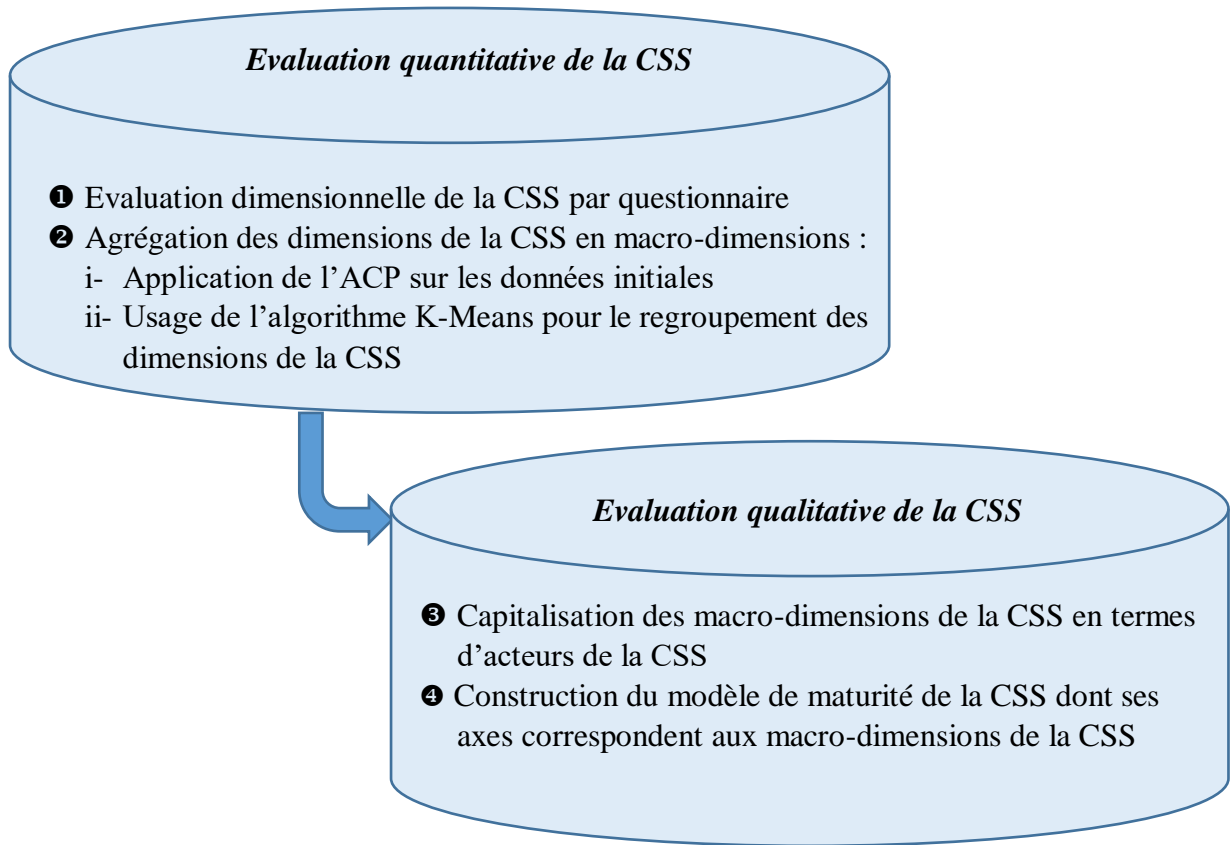 Evaluation quantitative de la CSS
❶ Evaluation dimensionnelle de la CSS par questionnaire
❷ Agrégation des dimensions de la CSS en macro-dimensions :
i- Application de l’ACP sur les données initiales
ii- Usage de l’algorithme K-Means pour le regroupement des
dimensions de la CSS
Evaluation qualitative de la CSS
❸ Capitalisation des macro-dimensions de la CSS en termes
d’acteurs de la CSS
❹ Construction du modèle de maturité de la CSS dont ses
axes correspondent aux macro-dimensions de la CSS